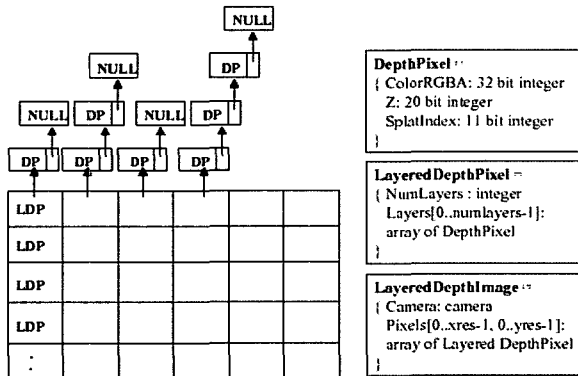 NULL
NULL
DP
NULL
DP
NULL
DP
DP
DP
DP
DP
LDP
LDP
LDP
LDP
:
DepthPixel =
{ ColorRGBA: 32 bit integer
Z: 20 bit integer
SplatIndex: 11 bit integer
}
LayeredDepthPixel =
{ NumLayers : integer
Layers[0..numlayers-1]:
array of DepthPixel
}
LayeredDepthImage =
{ Camera: camera
Pixels[0..xres-1, 0..yres-1]:
array of Layered DepthPixel
}